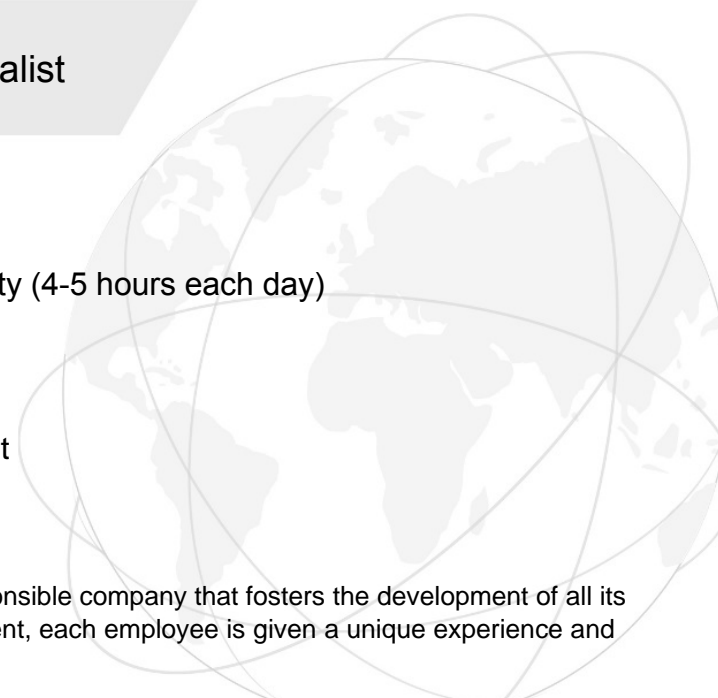 alist
ty (4-5 hours each day)
t
onsible company that fosters the development of all its
ent, each employee is given a unique experience and